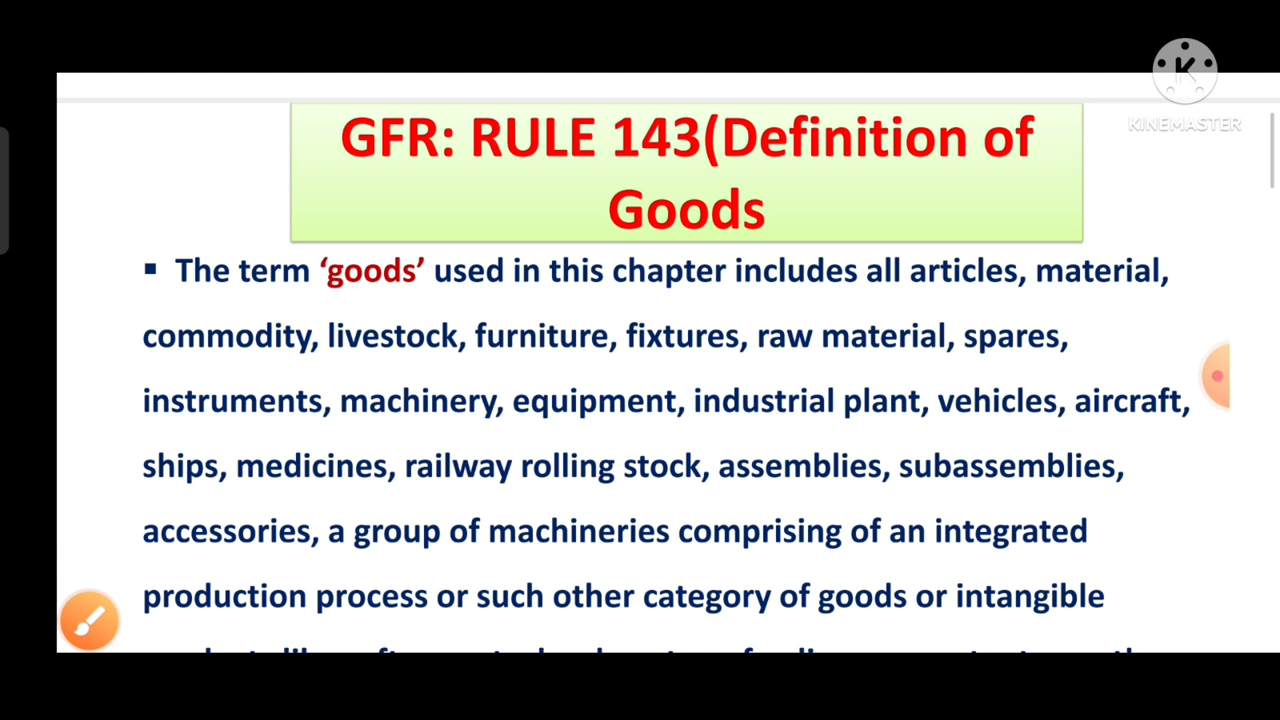 GFR: RULE 143(Definition of
Goods
KINEMASTER
▪ The term ‘goods’ used in this chapter includes all articles, material,
commodity, livestock, furniture, fixtures, raw material, spares,
instruments, machinery, equipment, industrial plant, vehicles, aircraft,
ships, medicines, railway rolling stock, assemblies, subassemblies,
accessories, a group of machineries comprising of an integrated
production process or such other category of goods or intangible